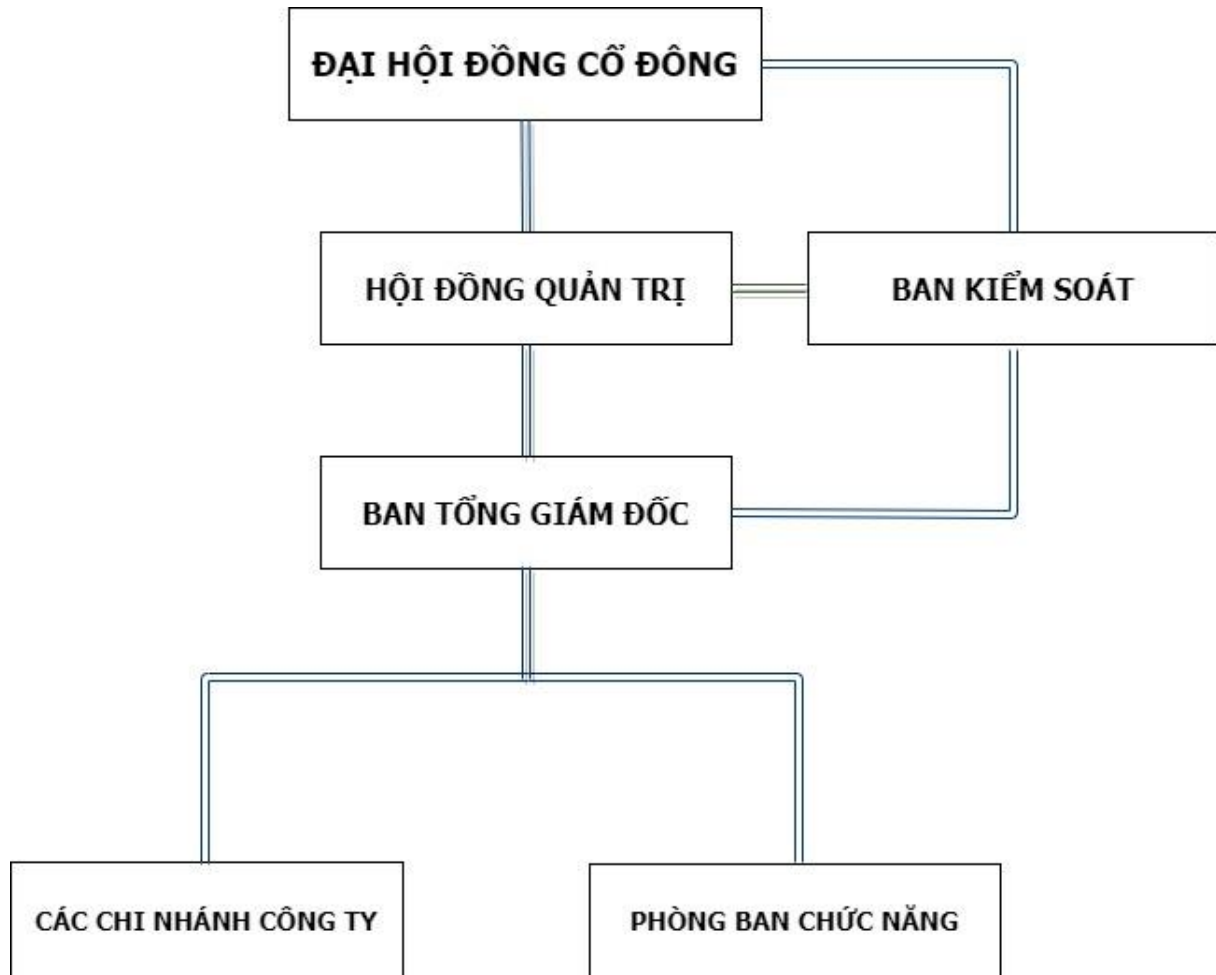 ĐẠI HỘI ĐỒNG CỔ ĐÔNG
HỘI ĐỒNG QUẢN TRỊ
BAN KIỂM SOÁT
BAN TỔNG GIÁM ĐỐC
CÁC CHI NHÁNH CÔNG TY
PHÒNG BAN CHỨC NĂNG